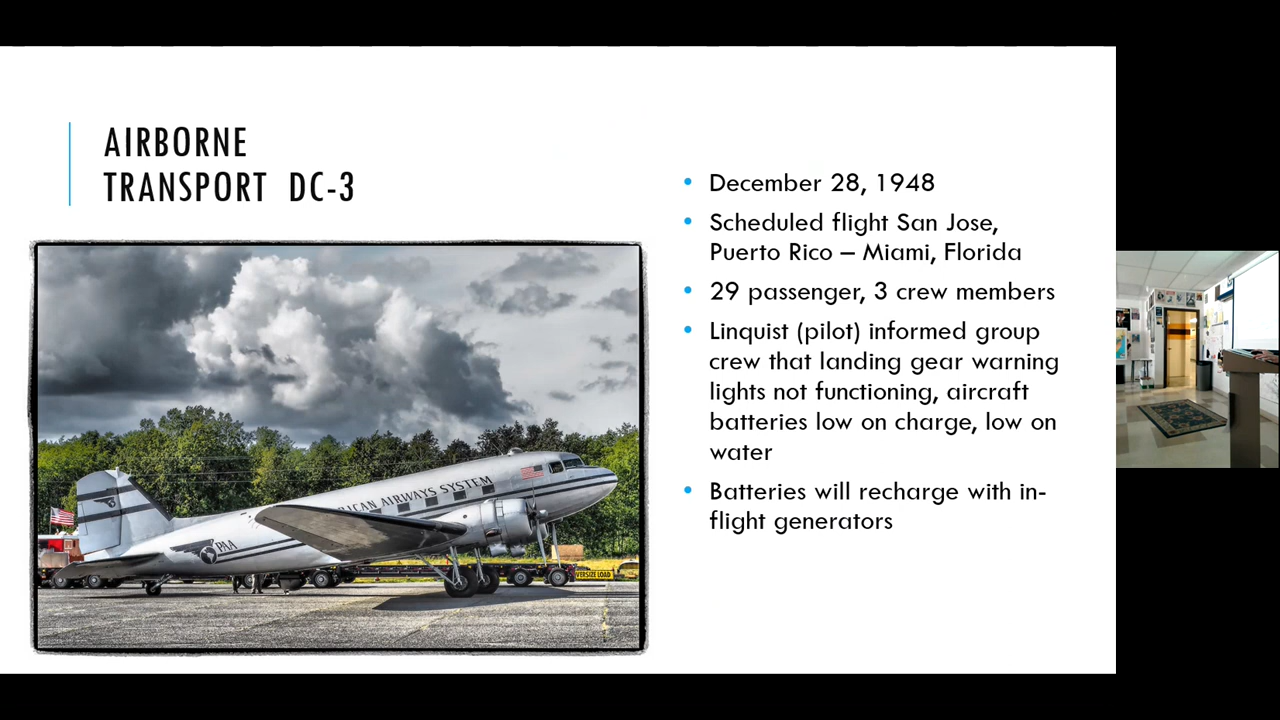 AIRBORNE
TRANSPORT DC-3
December 28, 1948
Scheduled flight San Jose,
Puerto Rico – Miami, Florida
29 passenger, 3 crew members
Linquist (pilot) informed group
crew that landing gear warning
lights not functioning, aircraft
batteries low on charge, low on
water
Batteries will recharge with in-
flight generators
ICAN AIRWAYS SYSTEM
PAA
VERSIZE LOAD